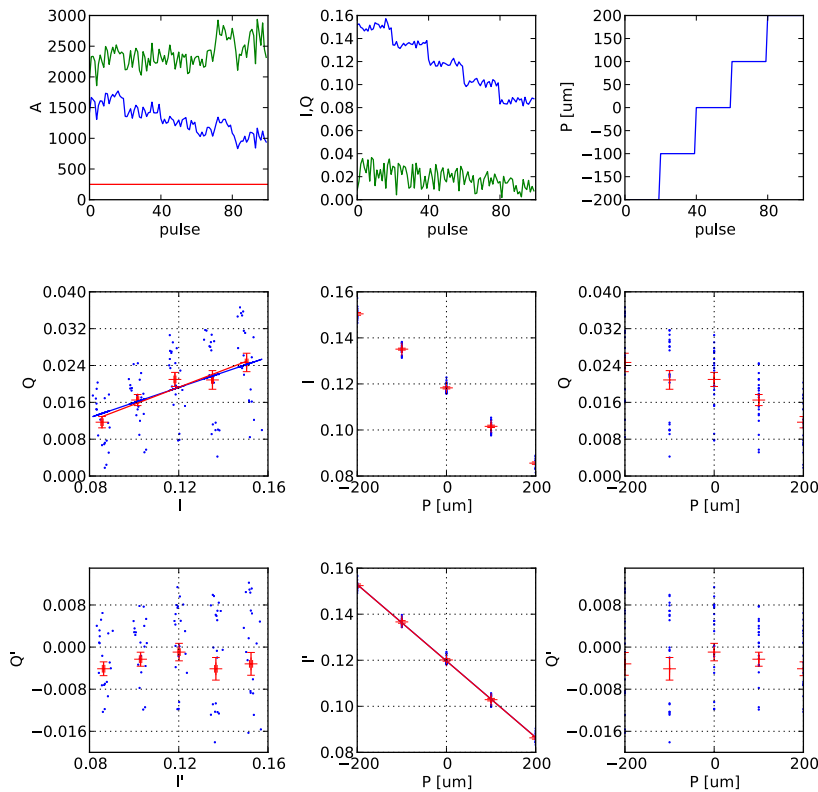 3000
2500
2000
1500
1000
500
0
A
0 40 80
pulse
0.16
0.14
0.12
0.10
0.08
0.06
0.04
0.02
0.00
I,Q
0 40 80
pulse
200
150
100
50
0
−50
−100
−150
−200
P [um]
0 40 80
pulse
0.040
0.032
0.024
0.016
0.008
0.000
Q
0.08 0.12 0.16
I
0.16
0.14
0.12
0.10
0.08
I
−200 0 200
P [um]
0.040
0.032
0.024
0.016
0.008
0.000
Q
−200 0 200
P [um]
0.008
0.000
−0.008
−0.016
Q'
0.08 0.12 0.16
I'
0.16
0.14
0.12
0.10
0.08
I'
−200 0 200
P [um]
0.008
0.000
−0.008
−0.016
Q'
−200 0 200
P [um]